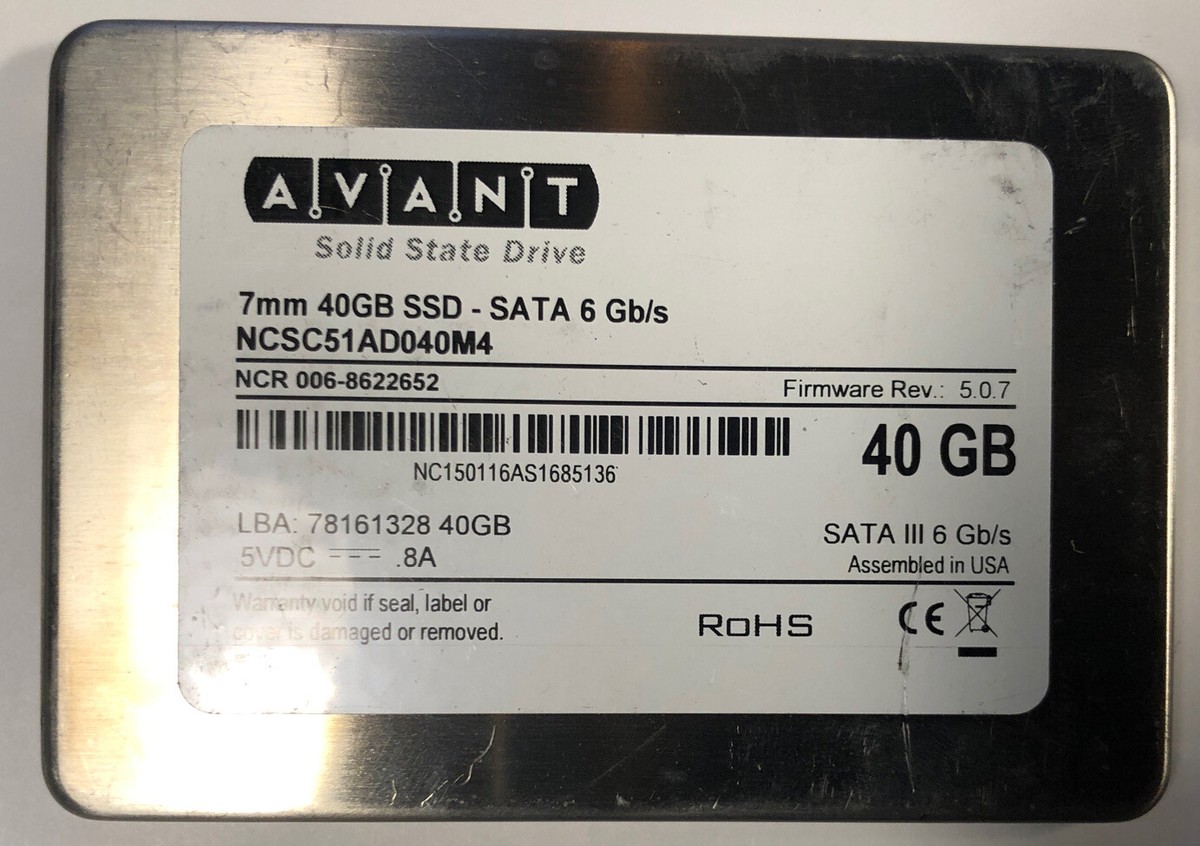 AVANT
Solid State Drive
7mm 40GB SSD - SATA 6 Gb/s
NCSC51AD040M4
NCR 006-8622652
Firmware Rev.: 5.0.7
40 GB
NC150116AS1685136
LBA: 78161328 40GB
SATA III 6 Gb/s
5VDC .8A
Assembled in USA
Warranty void if seal, label or
cover is damaged or removed.
RoHS
CE